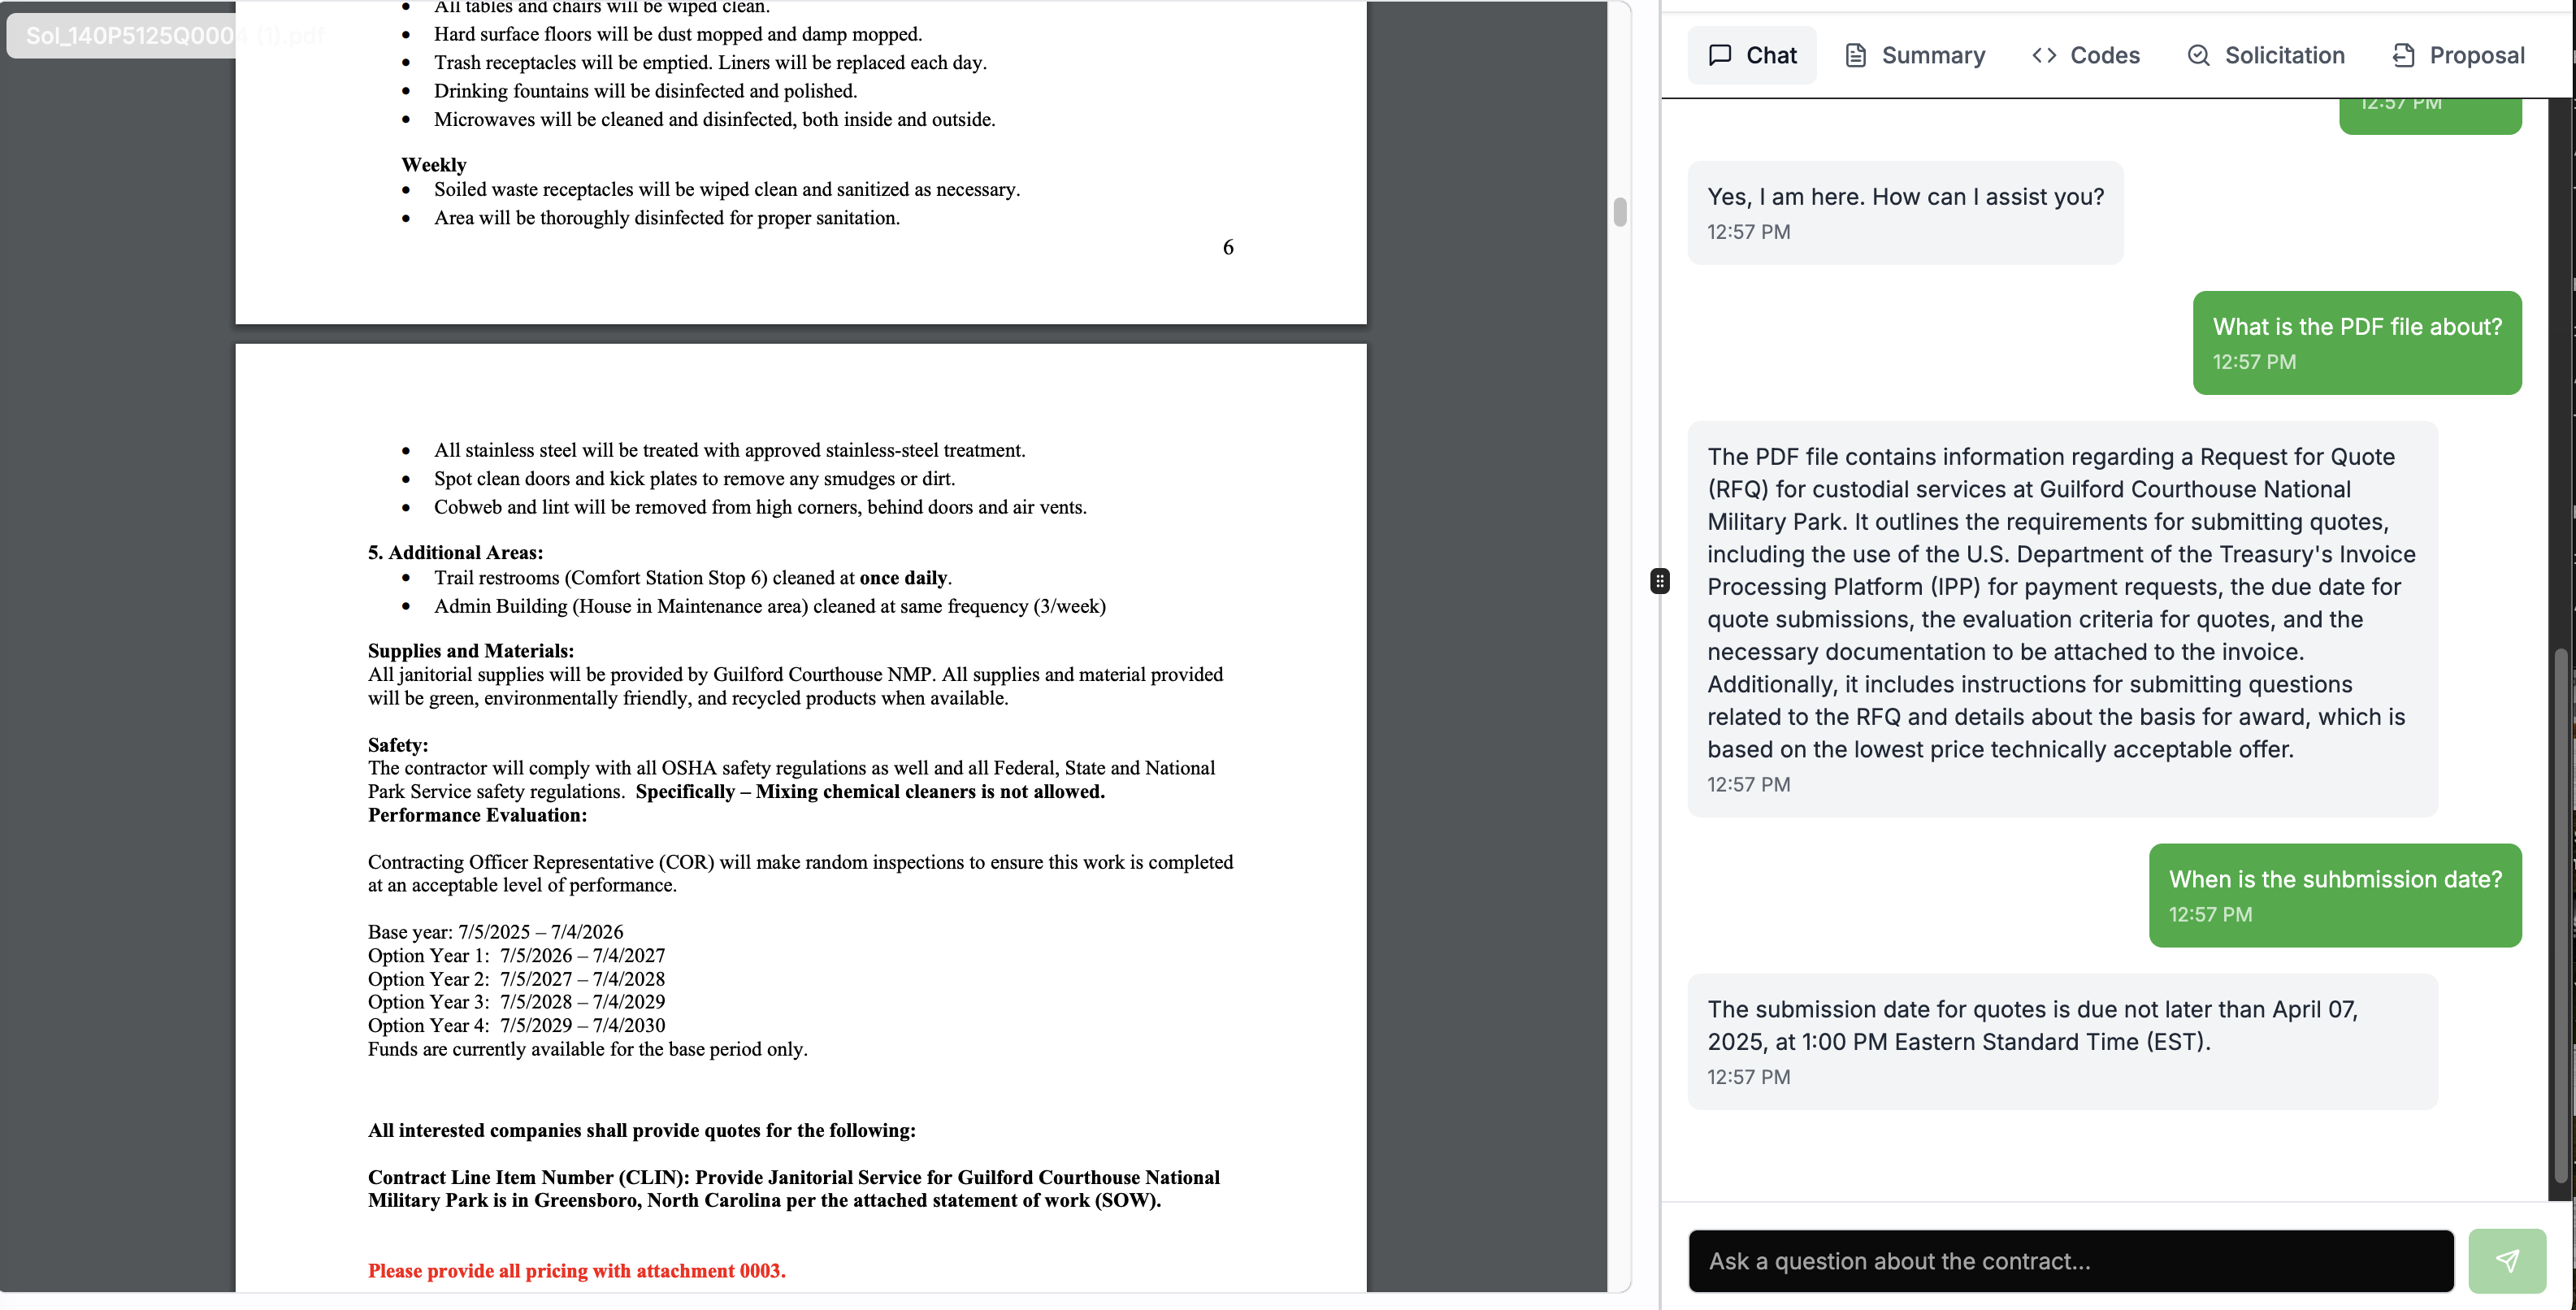 Sol_140P5125Q0004 (1).pdf
All tables and chairs will be wiped clean.
Hard surface floors will be dust mopped and damp mopped.
Trash receptacles will be emptied. Liners will be replaced each day.
Drinking fountains will be disinfected and polished.
Microwaves will be cleaned and disinfected, both inside and outside.
Weekly
Soiled waste receptacles will be wiped clean and sanitized as necessary.
Area will be thoroughly disinfected for proper sanitation.
6
All stainless steel will be treated with approved stainless-steel treatment.
Spot clean doors and kick plates to remove any smudges or dirt.
Cobweb and lint will be removed from high corners, behind doors and air vents.
5. Additional Areas:
Trail restrooms (Comfort Station Stop 6) cleaned at once daily.
Admin Building (House in Maintenance area) cleaned at same frequency (3/week)
Supplies and Materials:
All janitorial supplies will be provided by Guilford Courthouse NMP. All supplies and material provided
will be green, environmentally friendly, and recycled products when available.
Safety:
The contractor will comply with all OSHA safety regulations as well and all Federal, State and National
Park Service safety regulations. Specifically – Mixing chemical cleaners is not allowed.
Performance Evaluation:
Contracting Officer Representative (COR) will make random inspections to ensure this work is completed
at an acceptable level of performance.
Base year: 7/5/2025 – 7/4/2026
Option Year 1: 7/5/2026 – 7/4/2027
Option Year 2: 7/5/2027 – 7/4/2028
Option Year 3: 7/5/2028 – 7/4/2029
Option Year 4: 7/5/2029 – 7/4/2030
Funds are currently available for the base period only.
All interested companies shall provide quotes for the following:
Contract Line Item Number (CLIN): Provide Janitorial Service for Guilford Courthouse National
Military Park is in Greensboro, North Carolina per the attached statement of work (SOW).
Please provide all pricing with attachment 0003.
Chat
Summary
Codes
Solicitation
Proposal
12:57 PM
Yes, I am here. How can I assist you?
12:57 PM
What is the PDF file about?
12:57 PM
The PDF file contains information regarding a Request for Quote
(RFQ) for custodial services at Guilford Courthouse National
Military Park. It outlines the requirements for submitting quotes,
including the use of the U.S. Department of the Treasury's Invoice
Processing Platform (IPP) for payment requests, the due date for
quote submissions, the evaluation criteria for quotes, and the
necessary documentation to be attached to the invoice.
Additionally, it includes instructions for submitting questions
related to the RFQ and details about the basis for award, which is
based on the lowest price technically acceptable offer.
12:57 PM
When is the suhbmission date?
12:57 PM
The submission date for quotes is due not later than April 07,
2025, at 1:00 PM Eastern Standard Time (EST).
12:57 PM
Ask a question about the contract...